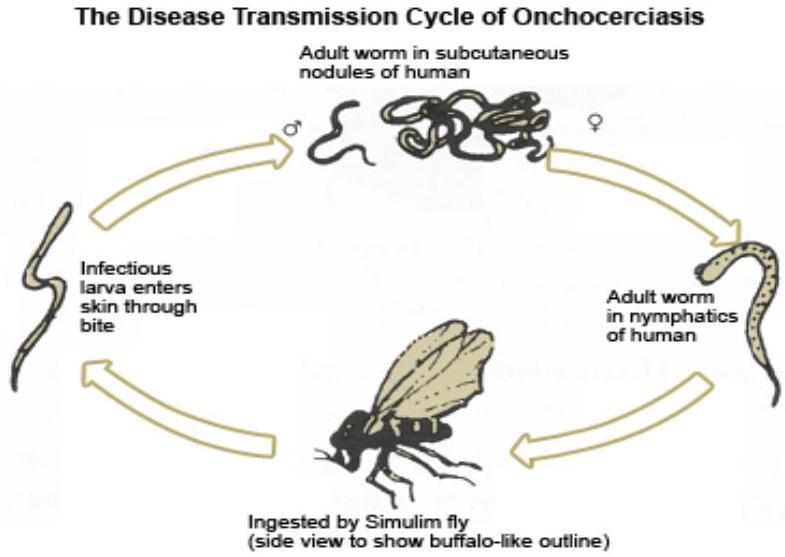 The Disease Transmission Cycle of Onchocerciasis
Adult worm in subcutaneous
nodules of human
♂
♀
Infectious
larva enters
skin through
bite
Adult worm
in nymphatics
of human
Ingested by Simulim fly
(side view to show buffalo-like outline)